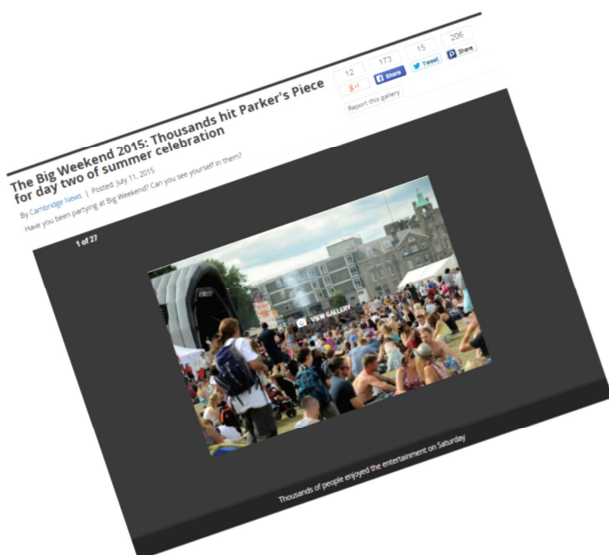 12
173
15
206
g+1
Share
Tweet
Share
Report this gallery
The Big Weekend 2015: Thousands hit Parker's Piece
for day two of summer celebration
By Cambridge News | Posted: July 11, 2015
Have you been partying at Big Weekend? Can you see yourself in them?
1 of 27
VIEW GALLERY
Thousands of people enjoyed the entertainment on Saturday